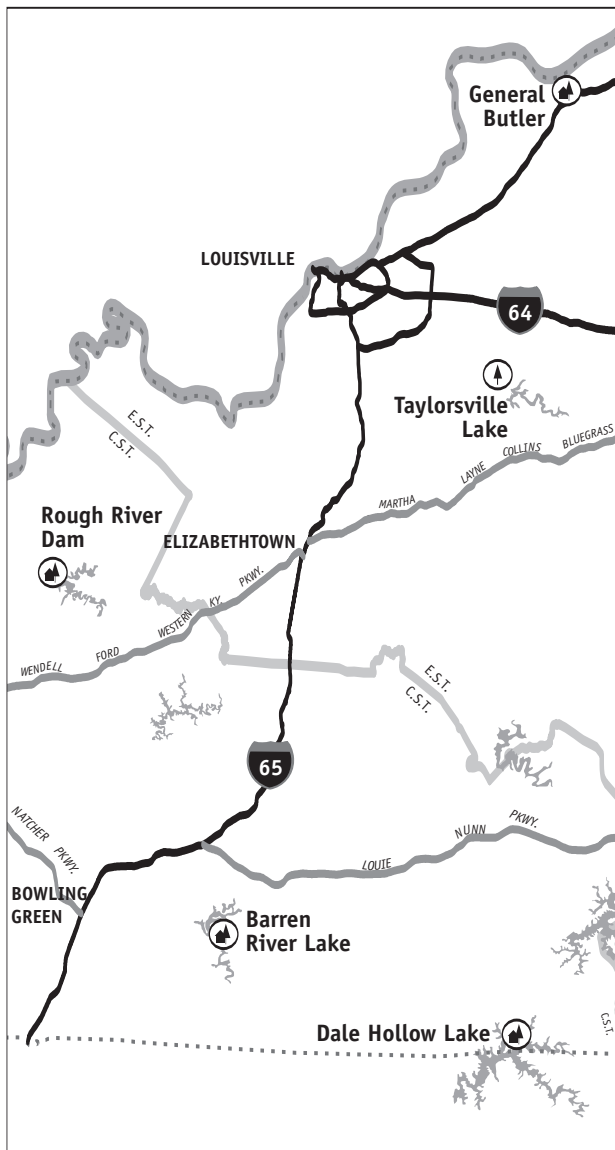 General
Butler
LOUISVILLE
64
Taylorsville
Lake
E.S.T.
C.S.T.
MARTHA LAYNE COLLINS BLUEGRASS
Rough River
Dam
ELIZABETHTOWN
WENDELL FORD WESTERN KY. PKWY.
E.S.T.
C.S.T.
65
NATCHER PKWY.
LOUIE NUNN PKWY.
BOWLING
GREEN
Barren
River Lake
C.S.T.
Dale Hollow Lake